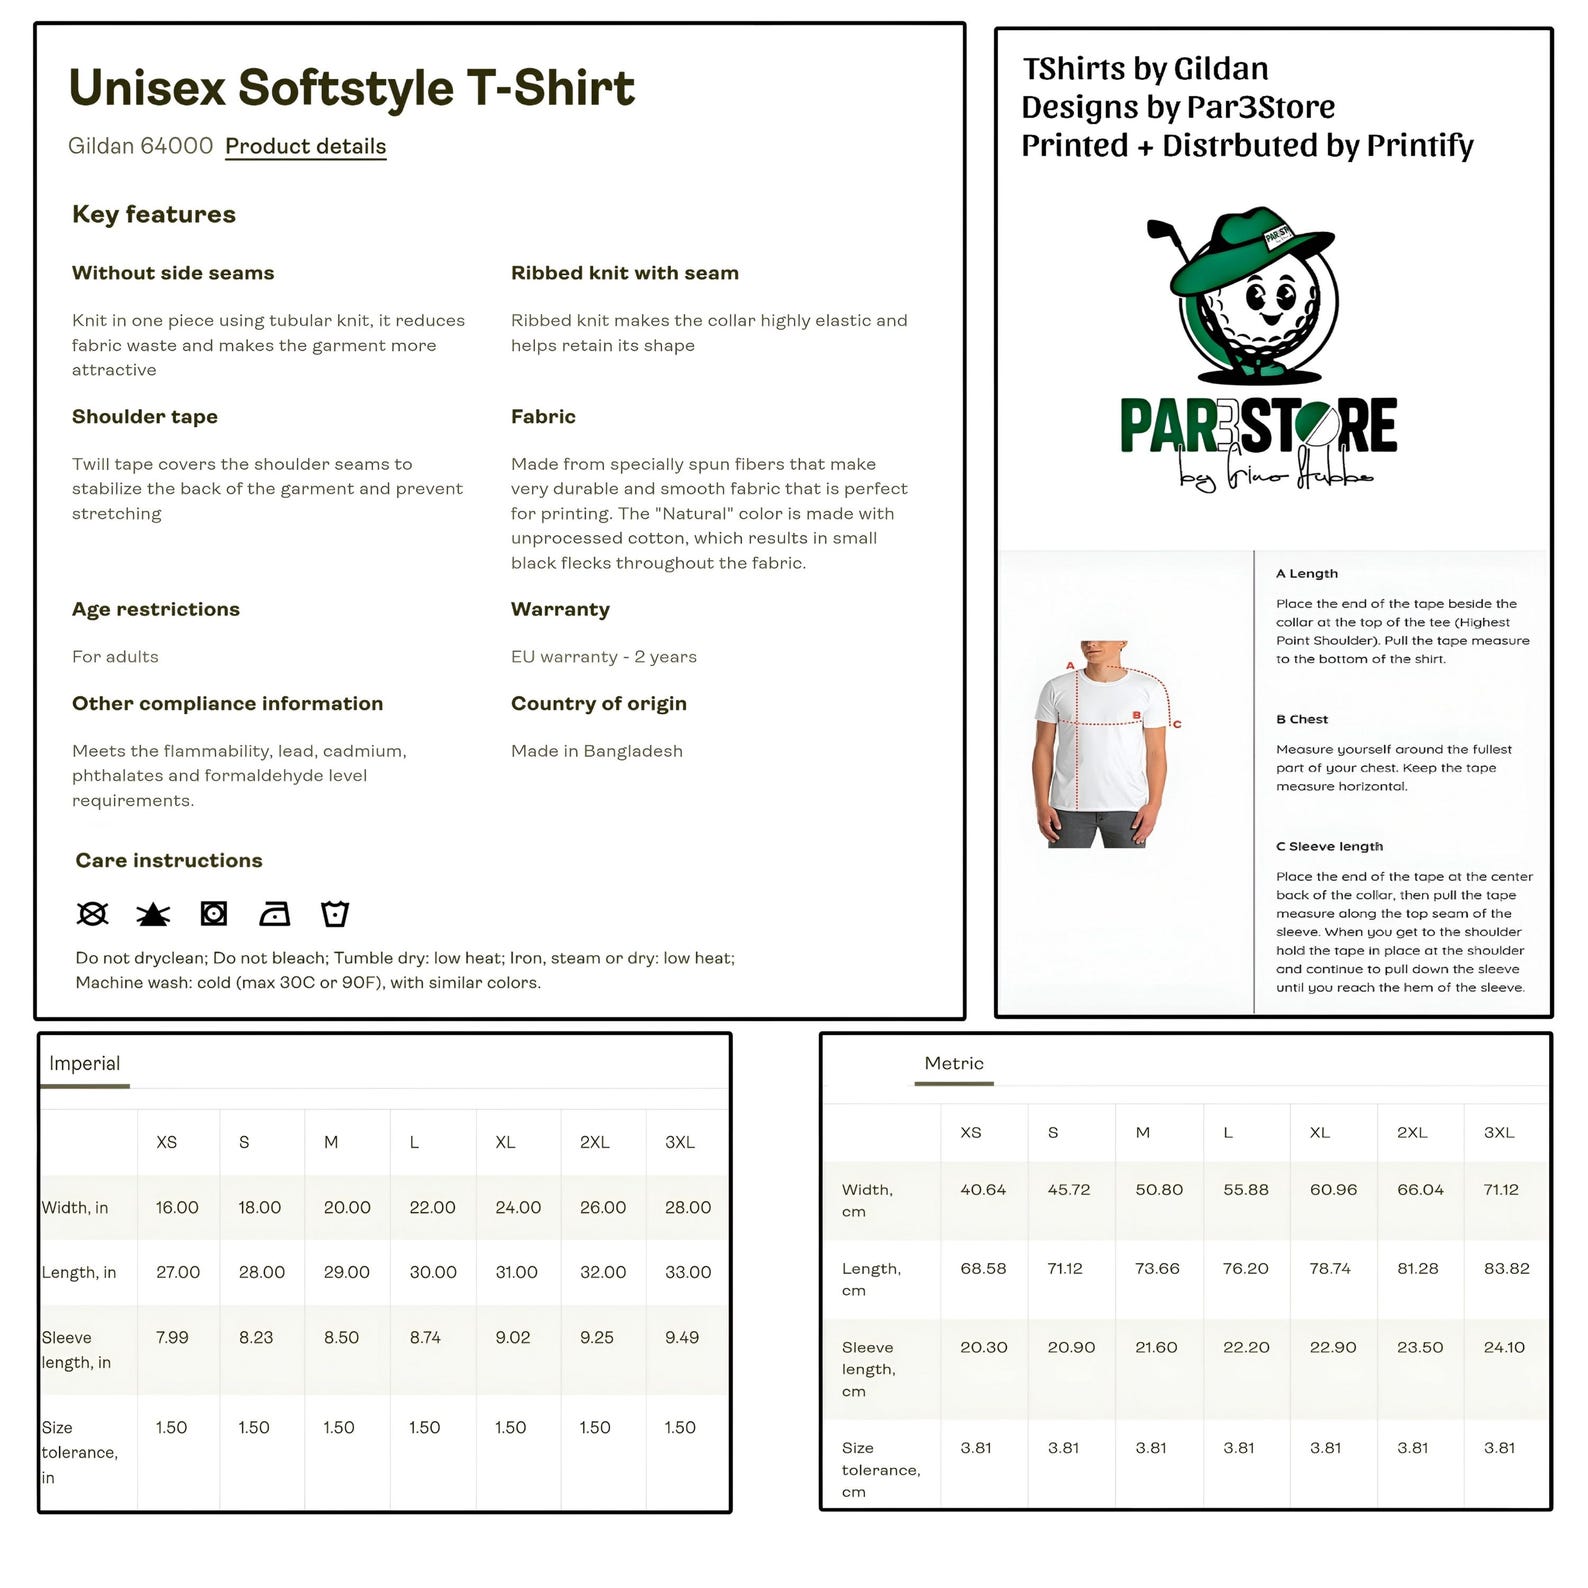 Unisex Softstyle T-Shirt
Gildan 64000 Product details
Key features
Without side seams
Knit in one piece using tubular knit, it reduces
fabric waste and makes the garment more
attractive
Ribbed knit with seam
Ribbed knit makes the collar highly elastic and
helps retain its shape
Shoulder tape
Twill tape covers the shoulder seams to
stabilize the back of the garment and prevent
stretching
Fabric
Made from specially spun fibers that make
very durable and smooth fabric that is perfect
for printing. The "Natural" color is made with
unprocessed cotton, which results in small
black flecks throughout the fabric.
Age restrictions
For adults
Warranty
EU warranty - 2 years
Other compliance information
Meets the flammability, lead, cadmium,
phthalates and formaldehyde level
requirements.
Country of origin
Made in Bangladesh
Care instructions
Do not dryclean; Do not bleach; Tumble dry: low heat; Iron, steam or dry: low heat;
Machine wash: cold (max 30C or 90F), with similar colors.
TShirts by Gildan
Designs by Par3Store
Printed + Distrbuted by Printify
PAR3STORE
by Gino Stubbs
A Length
Place the end of the tape beside the
collar at the top of the tee (Highest
Point Shoulder). Pull the tape measure
to the bottom of the shirt.
A
B
C
B Chest
Measure yourself around the fullest
part of your chest. Keep the tape
measure horizontal.
C Sleeve length
Place the end of the tape at the center
back of the collar, then pull the tape
measure along the top seam of the
sleeve. When you get to the shoulder
hold the tape in place at the shoulder
and continue to pull down the sleeve
until you reach the hem of the sleeve.
Imperial
XS S M L XL 2XL 3XL
Width, in 16.00 18.00 20.00 22.00 24.00 26.00 28.00
Length, in 27.00 28.00 29.00 30.00 31.00 32.00 33.00
Sleeve 7.99 8.23 8.50 8.74 9.02 9.25 9.49
length, in
Size 1.50 1.50 1.50 1.50 1.50 1.50 1.50
tolerance,
in
Metric
XS S M L XL 2XL 3XL
Width, 40.64 45.72 50.80 55.88 60.96 66.04 71.12
cm
Length, 68.58 71.12 73.66 76.20 78.74 81.28 83.82
cm
Sleeve 20.30 20.90 21.60 22.20 22.90 23.50 24.10
length,
cm
Size 3.81 3.81 3.81 3.81 3.81 3.81 3.81
tolerance,
cm